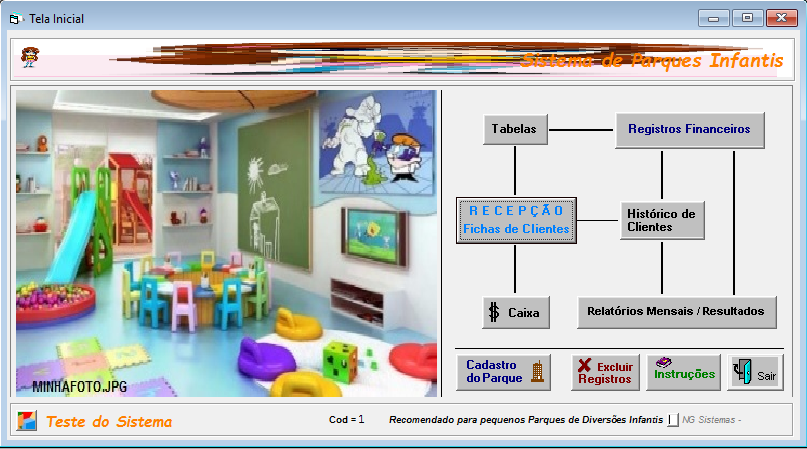 Tela Inicial
Sistema de Parques Infantis
Tabelas
Registros Financeiros
R E C E P Ç Ã O
Fichas de Clientes
Histórico de
Clientes
Caixa
Relatórios Mensais / Resultados
MINHAFOTO.JPG
Cadastro
do Parque
Excluir
Registros
Instruções
Sair
Teste do Sistema
Cod = 1
Recomendado para pequenos Parques de Diversões Infantis
NG Sistemas -